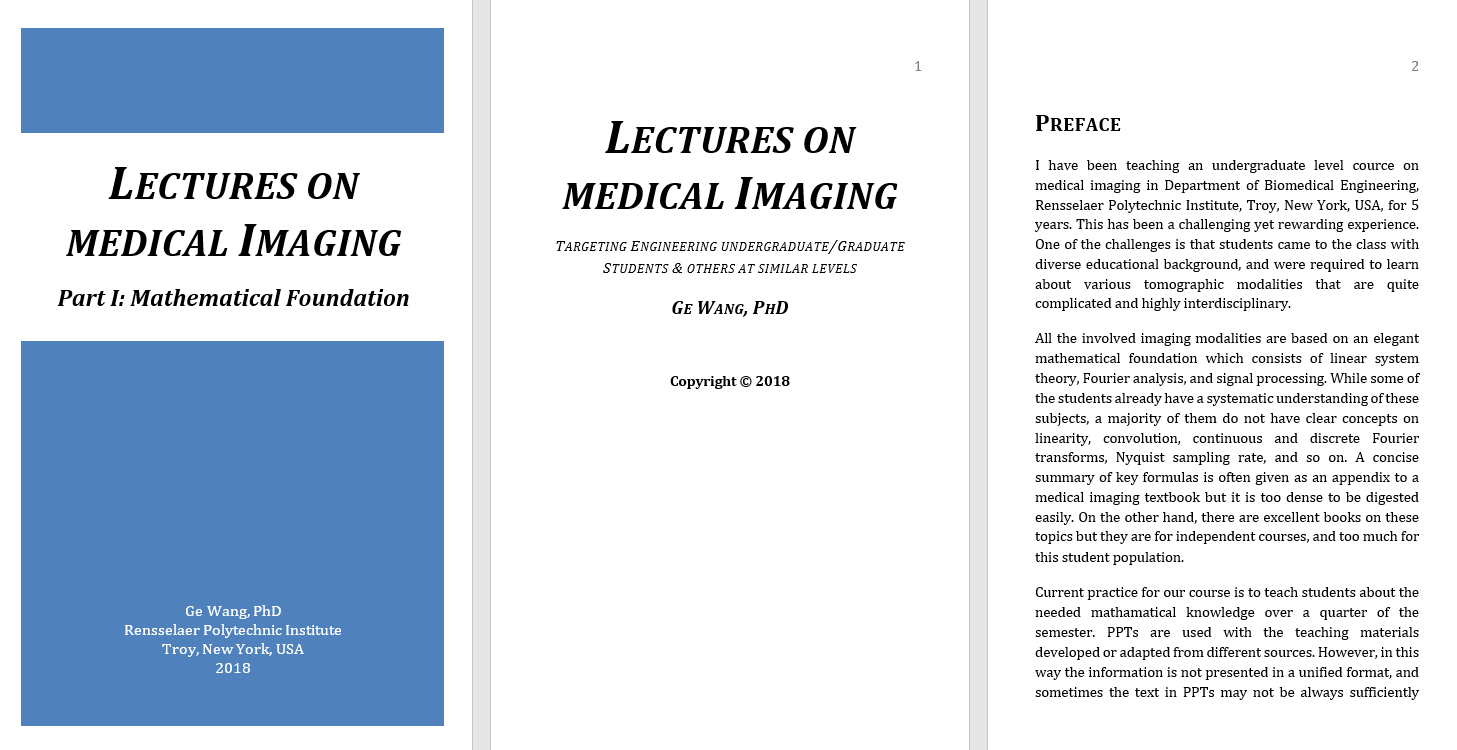 LECTURES ON
MEDICAL IMAGING
Part I: Mathematical Foundation
Ge Wang, PhD
Rensselaer Polytechnic Institute
Troy, New York, USA
2018
1
LECTURES ON
MEDICAL IMAGING
TARGETING ENGINEERING UNDERGRADUATE/GRADUATE
STUDENTS & OTHERS AT SIMILAR LEVELS
GE WANG, PHD
Copyright © 2018
2
PREFACE
I have been teaching an undergraduate level cource on
medical imaging in Department of Biomedical Engineering,
Rensselaer Polytechnic Institute, Troy, New York, USA, for 5
years. This has been a challenging yet rewarding experience.
One of the challenges is that students came to the class with
diverse educational background, and were required to learn
about various tomographic modalities that are quite
complicated and highly interdisciplinary.
All the involved imaging modalities are based on an elegant
mathematical foundation which consists of linear system
theory, Fourier analysis, and signal processing. While some of
the students already have a systematic understanding of these
subjects, a majority of them do not have clear concepts on
linearity, convolution, continuous and discrete Fourier
transforms, Nyquist sampling rate, and so on. A concise
summary of key formulas is often given as an appendix to a
medical imaging textbook but it is too dense to be digested
easily. On the other hand, there are excellent books on these
topics but they are for independent courses, and too much for
this student population.
Current practice for our course is to teach students about the
needed mathamatical knowledge over a quarter of the
semester. PPTs are used with the teaching materials
developed or adapted from different sources. However, in this
way the information is not presented in a unified format, and
sometimes the text in PPTs may not be always sufficiently